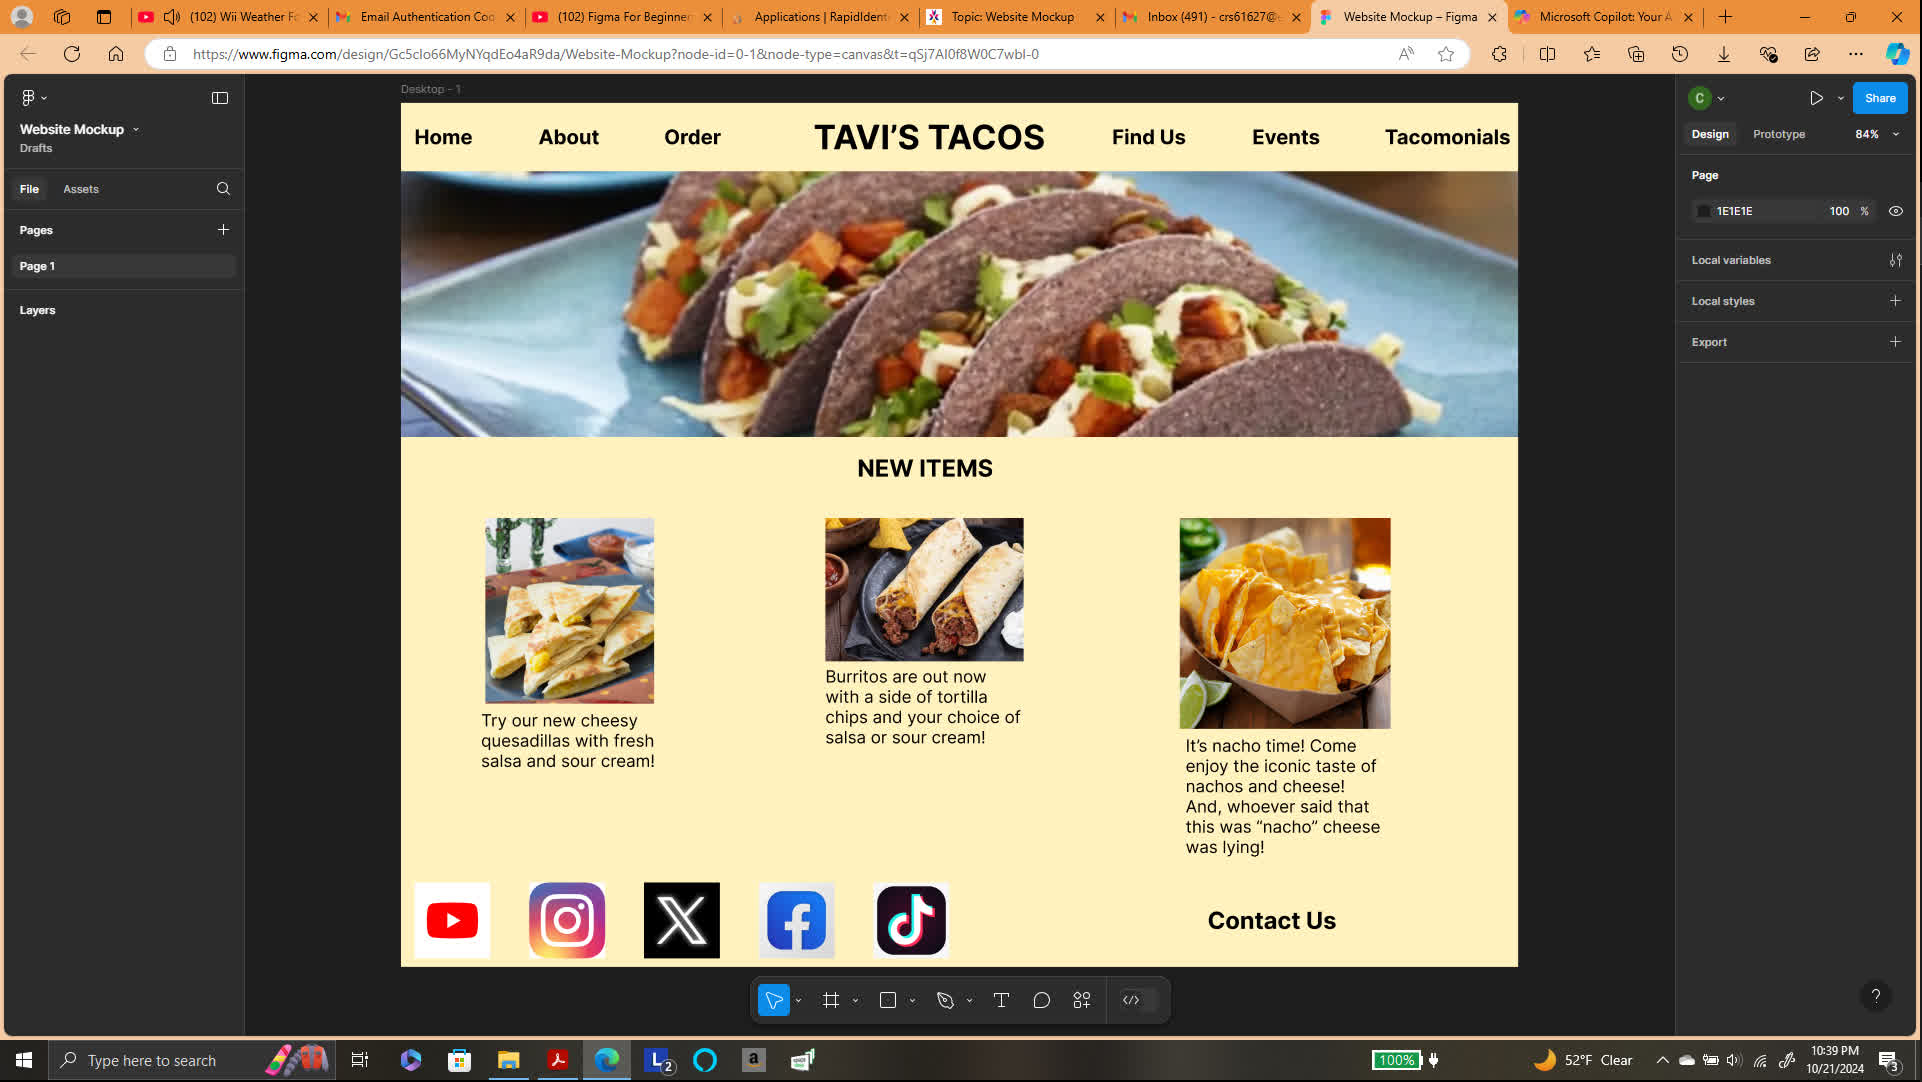 (102) Wii Weather Fo
Email Authentication Coo
(102) Figma For Beginner
Applications | RapidIdent
Topic: Website Mockup
Inbox (491) - crs61627@e
Website Mockup – Figma
Microsoft Copilot: Your A
https://www.figma.com/design/Gc5clo66MyNYqdEo4aR9da/Website-Mockup?node-id=0-1&node-type=canvas&t=qSj7AI0f8W0C7wbl-0
Website Mockup
Drafts
File Assets
Pages
Page 1
Layers
Desktop - 1
Home About Order TAVI’S TACOS Find Us Events Tacomonials
NEW ITEMS
Try our new cheesy
quesadillas with fresh
salsa and sour cream!
Burritos are out now
with a side of tortilla
chips and your choice of
salsa or sour cream!
It’s nacho time! Come
enjoy the iconic taste of
nachos and cheese!
And, whoever said that
this was “nacho” cheese
was lying!
Contact Us
C
Share
Design Prototype 84%
Page
1E1E1E 100 %
Local variables
Local styles
Export
?
Type here to search
L 2
a
100%
52°F Clear
10:39 PM
10/21/2024
3